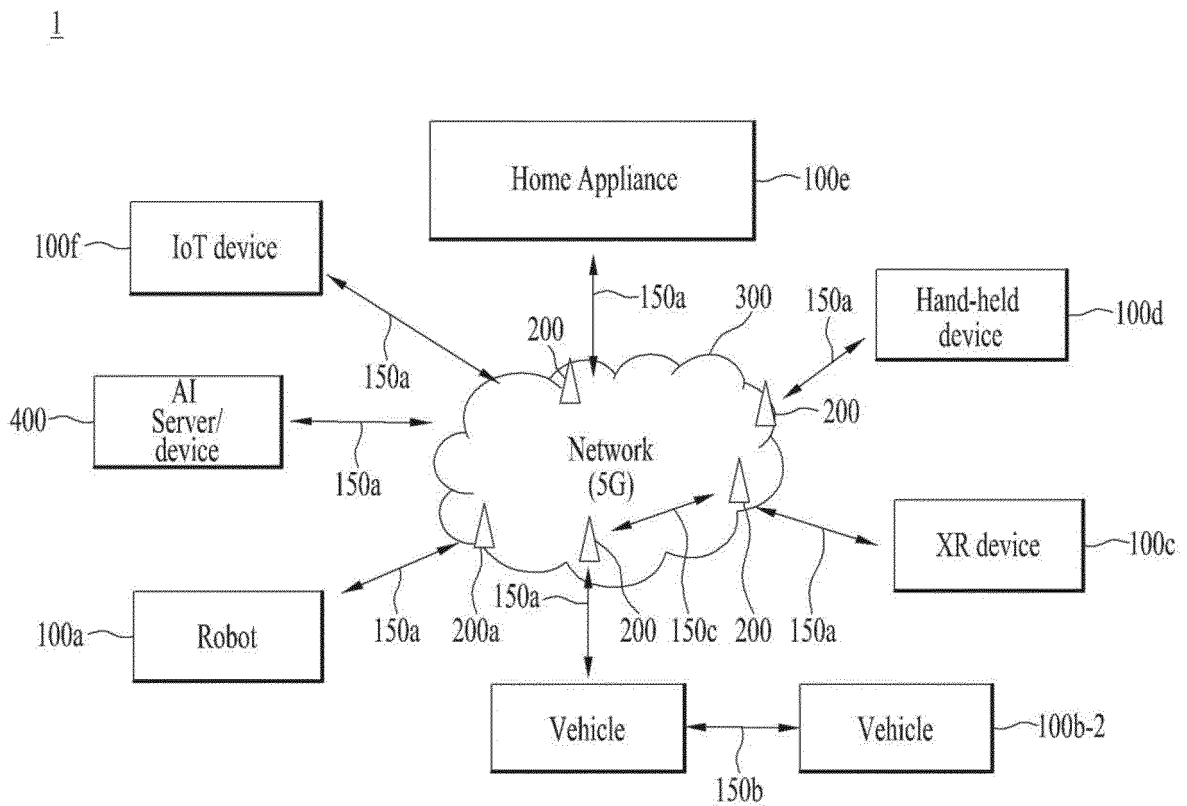 1
Home Appliance
100e
IoT device
100f
150a
300
150a
Hand-held
device
100d
200
150a
AI
Server/
device
400
200
Network
(5G)
150a
XR device
100c
150a
Robot
100a
150a
200a
200
150c
200
150a
Vehicle
Vehicle
100b-2
150b